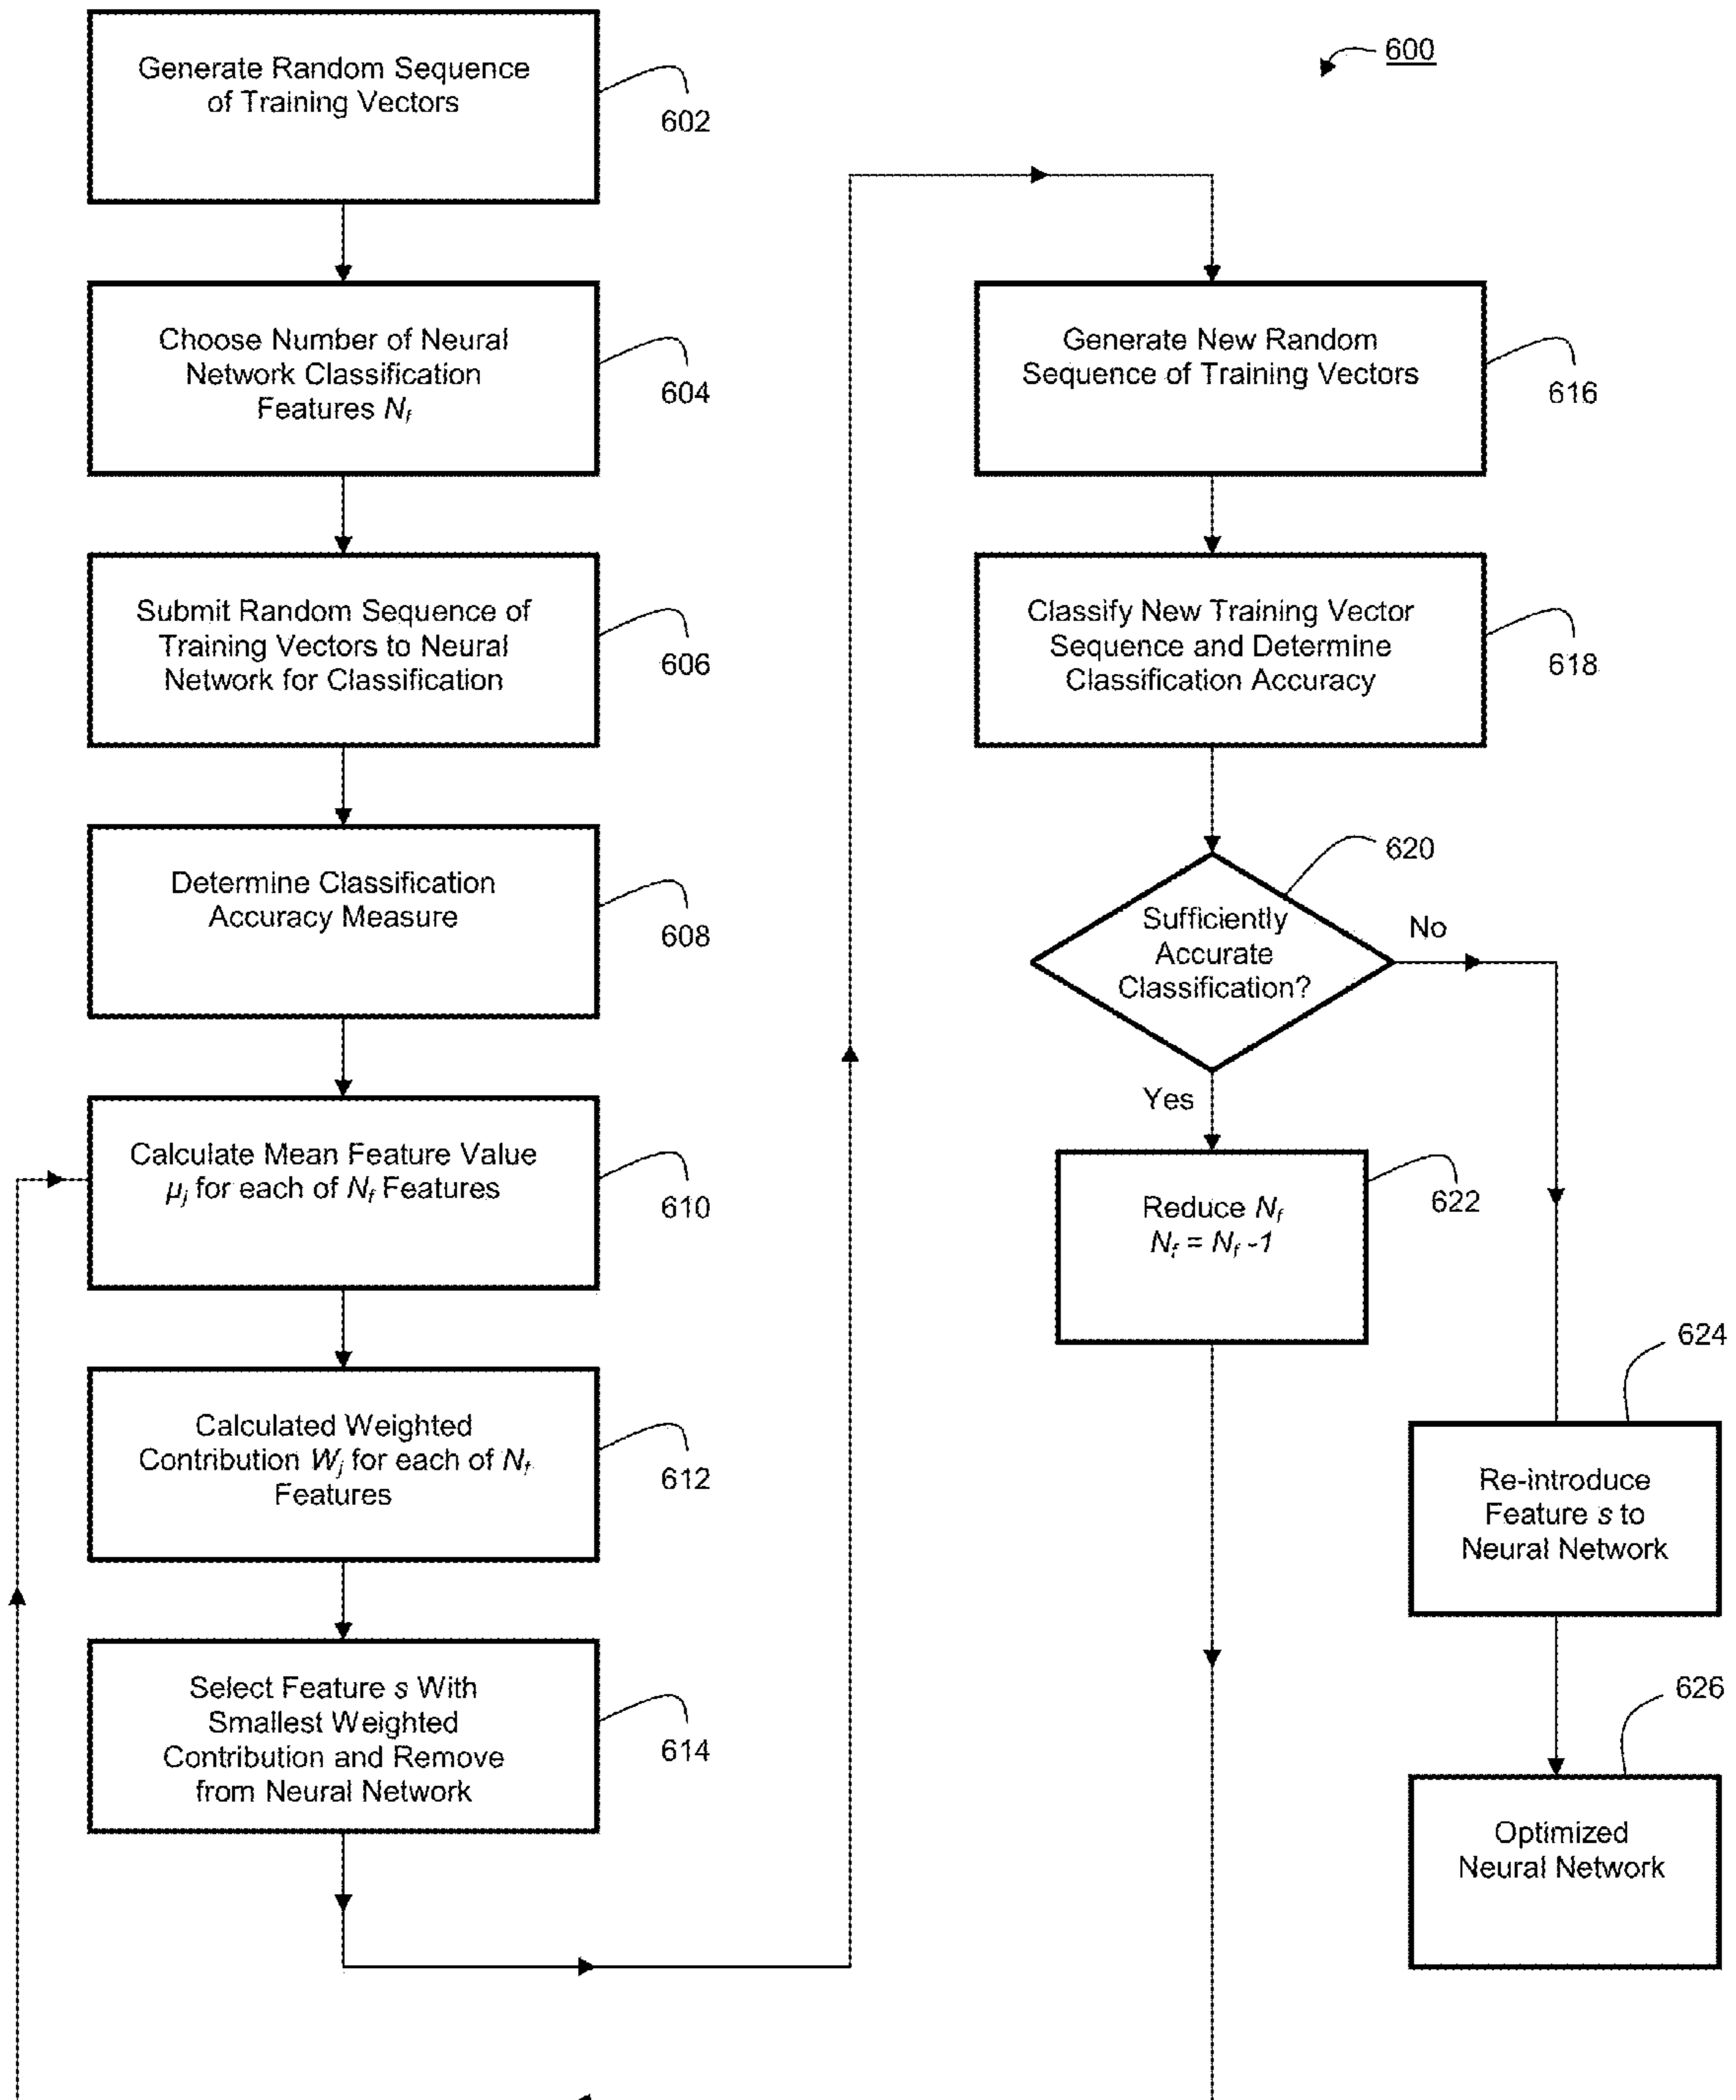 600
Generate Random Sequence
of Training Vectors
602
Choose Number of Neural
Network Classification
Features Nf
604
Submit Random Sequence of
Training Vectors to Neural
Network for Classification
606
Determine Classification
Accuracy Measure
608
Calculate Mean Feature Value
μj for each of Nf Features
610
Calculated Weighted
Contribution Wj for each of Nf
Features
612
Select Feature s With
Smallest Weighted
Contribution and Remove
from Neural Network
614
Generate New Random
Sequence of Training Vectors
616
Classify New Training Vector
Sequence and Determine
Classification Accuracy
618
Sufficiently
Accurate
Classification?
620
No
Yes
Reduce Nf
Nf = Nf -1
622
Re-introduce
Feature s to
Neural Network
624
Optimized
Neural Network
626